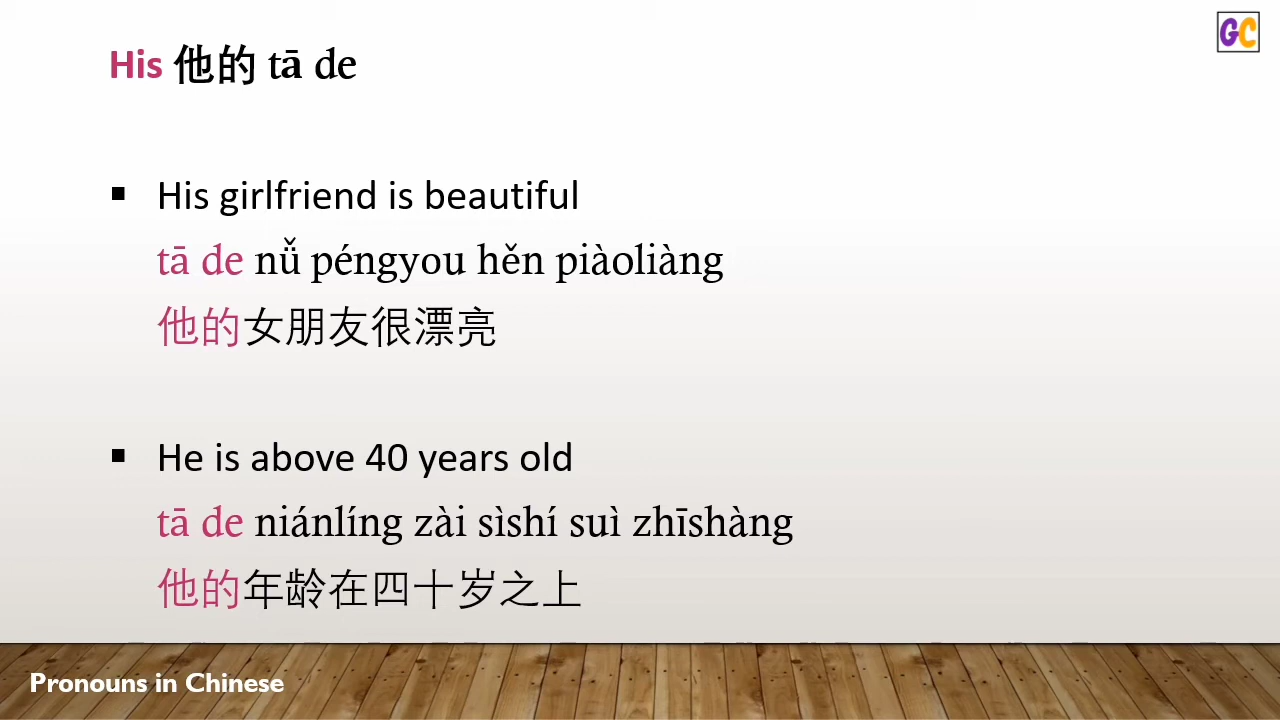 GC
His 他的 tā de
▪ His girlfriend is beautiful
tā de nǚ péngyou hěn piàoliàng
他的女朋友很漂亮
▪ He is above 40 years old
tā de niánlíng zài sìshí suì zhīshàng
他的年龄在四十岁之上
Pronouns in Chinese